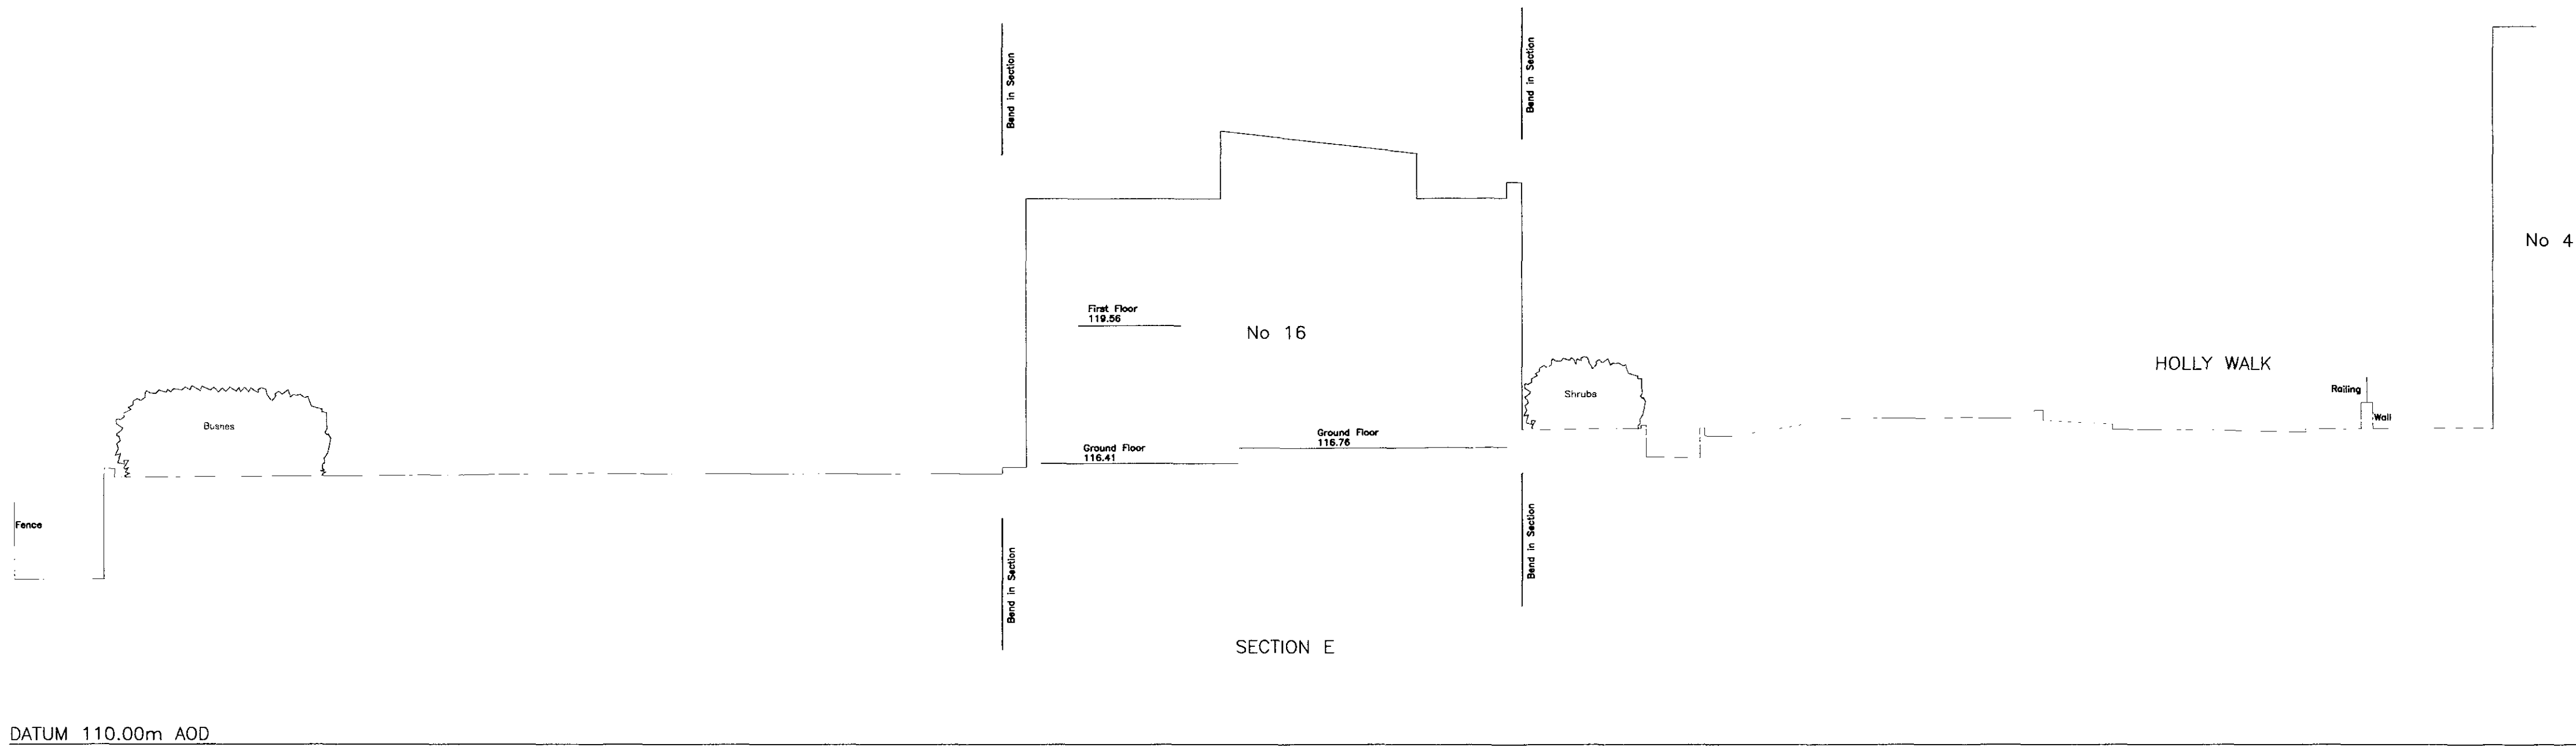 Bend in Section
Bend in Section
No 4
First Floor
119.56
No 16
HOLLY WALK
Railing
Wall
Shrubs
Bushes
Ground Floor
116.76
Ground Floor
116.41
Fence
Bend in Section
Bend in Section
SECTION E
DATUM 110.00m AOD